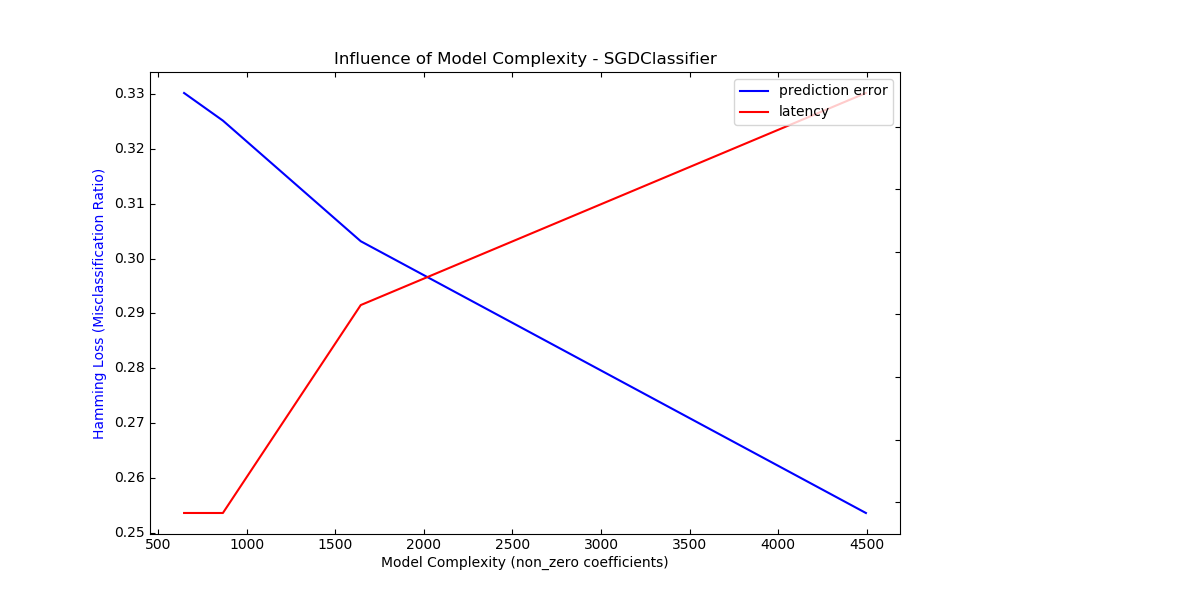 Influence of Model Complexity - SGDClassifier
prediction error
latency
0.33
0.32
0.31
0.30
0.29
0.28
0.27
0.26
0.25
Hamming Loss (Misclassification Ratio)
500 1000 1500 2000 2500 3000 3500 4000 4500
Model Complexity (non_zero coefficients)